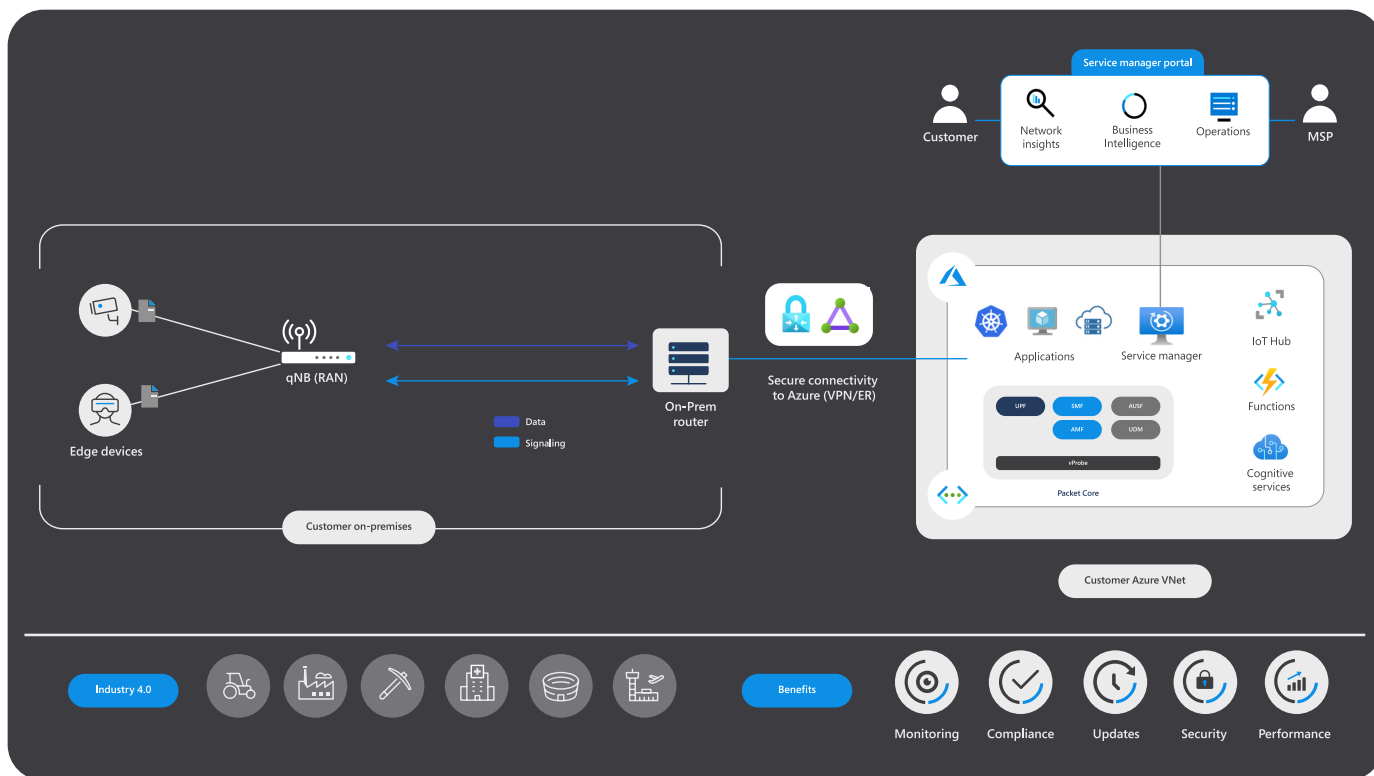 Service manager portal
Customer
Network
insights
Business
Intelligence
Operations
MSP
qNB (RAN)
Edge devices
Data
Signaling
On-Prem
router
Customer on-premises
Secure connectivity
to Azure (VPN/ER)
Applications
Service manager
IoT Hub
Functions
Cognitive
services
UPF
SMF
AUSF
AMF
UDM
vProbe
Packet Core
Customer Azure VNet
Industry 4.0
Benefits
Monitoring
Compliance
Updates
Security
Performance